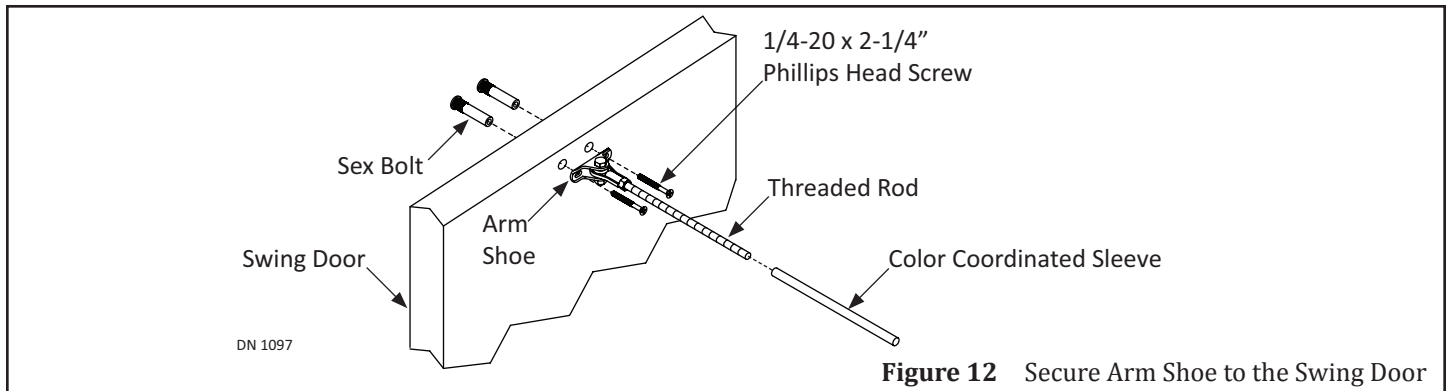 1/4-20 x 2-1/4”
Phillips Head Screw
Sex Bolt
Threaded Rod
Arm
Shoe
Swing Door
Color Coordinated Sleeve
DN 1097
Figure 12 Secure Arm Shoe to the Swing Door